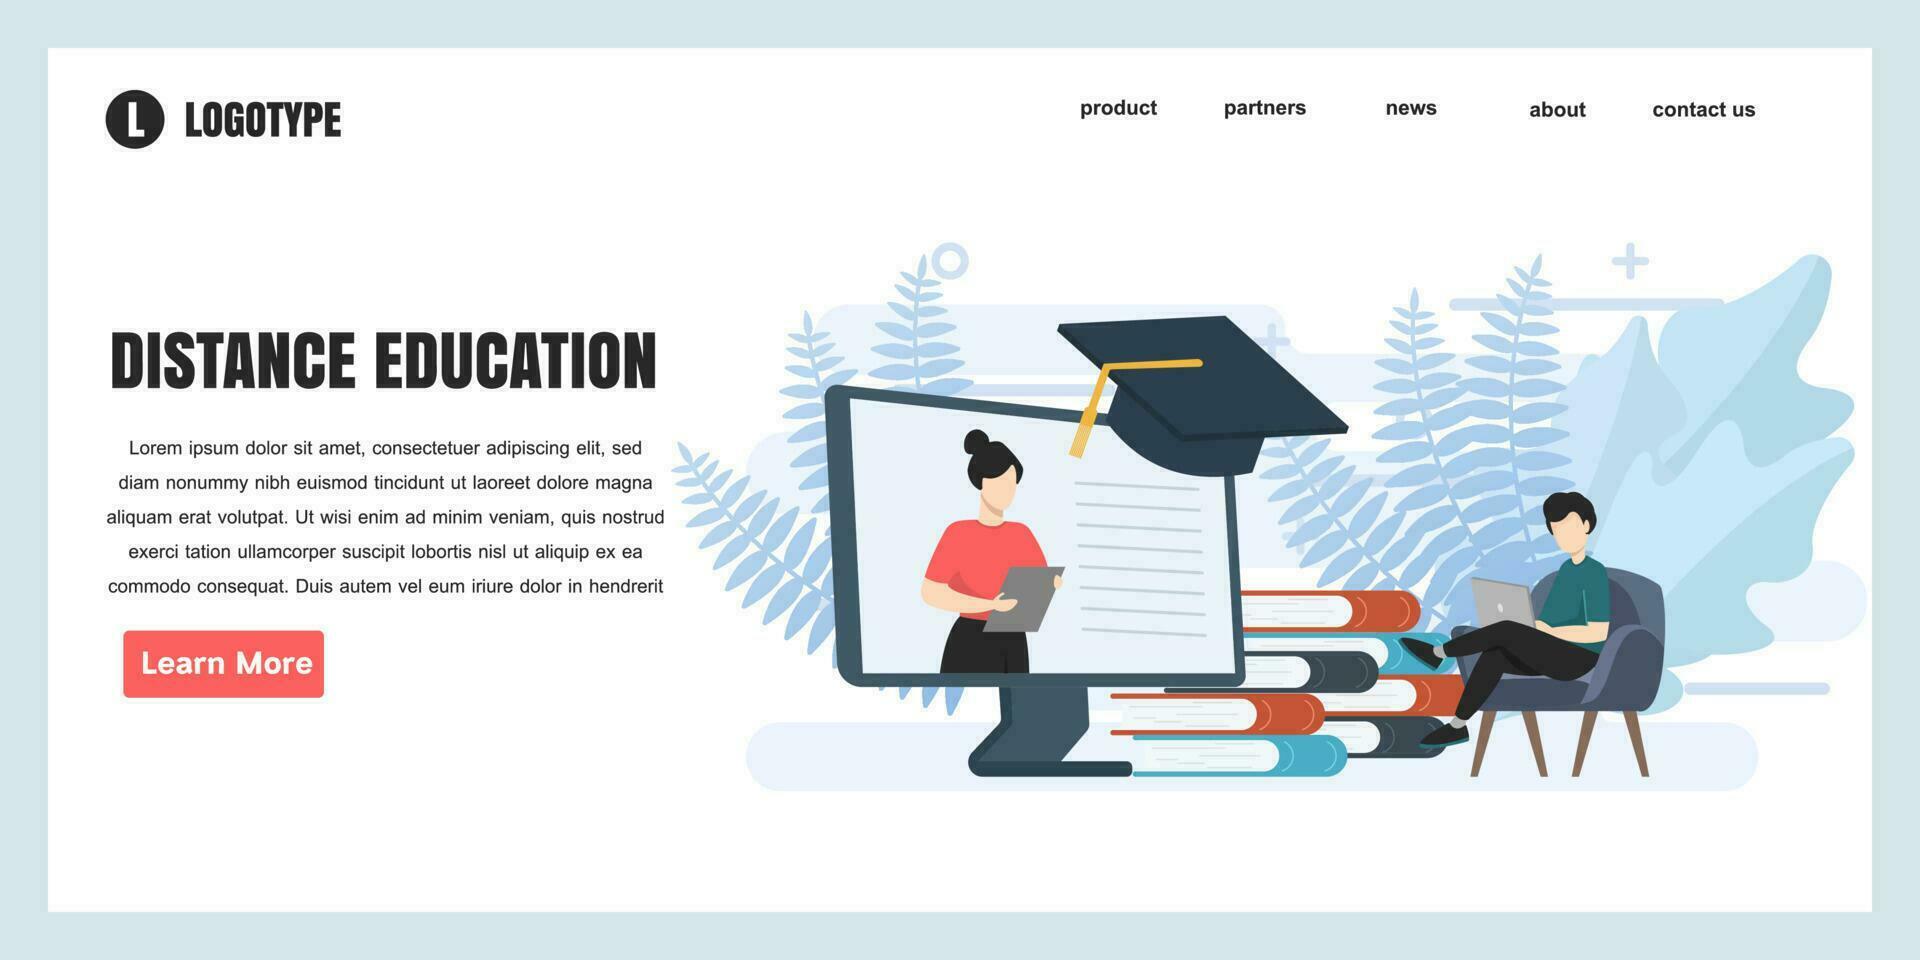 L LOGOTYPE
product partners news about contact us
DISTANCE EDUCATION
Lorem ipsum dolor sit amet, consectetuer adipiscing elit, sed
diam nonummy nibh euismod tincidunt ut laoreet dolore magna
aliquam erat volutpat. Ut wisi enim ad minim veniam, quis nostrud
exerci tation ullamcorper suscipit lobortis nisl ut aliquip ex ea
commodo consequat. Duis autem vel eum iriure dolor in hendrerit
Learn More